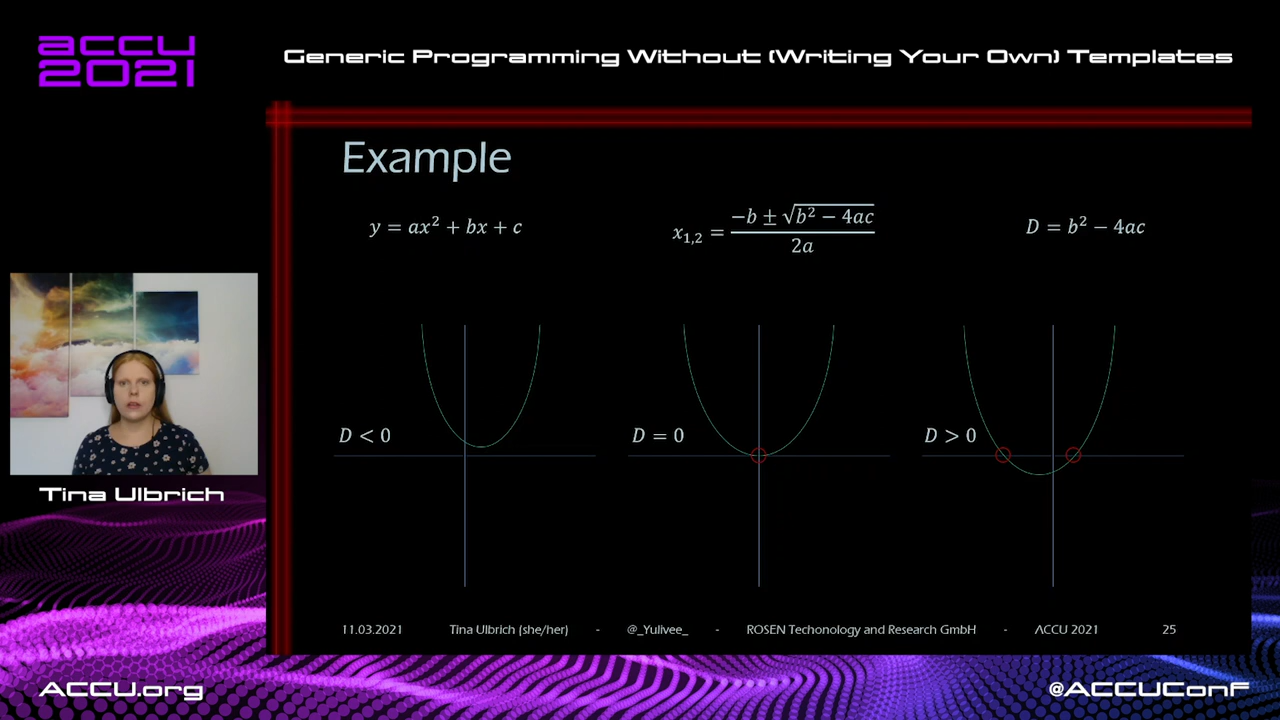 accu
2021
Generic Programming Without (Writing Your Own) Templates
Example
y = ax² + bx + c
x₁,₂ = (−b ± √(b² − 4ac)) / 2a
D = b² − 4ac
D < 0
D = 0
D > 0
Tina Ulbrich
11.03.2021 Tina Ulbrich (she/her) - @_Yulivee_ - ROSEN Techonology and Research GmbH - ACCU 2021 25
ACCU.org
@ACCUConf